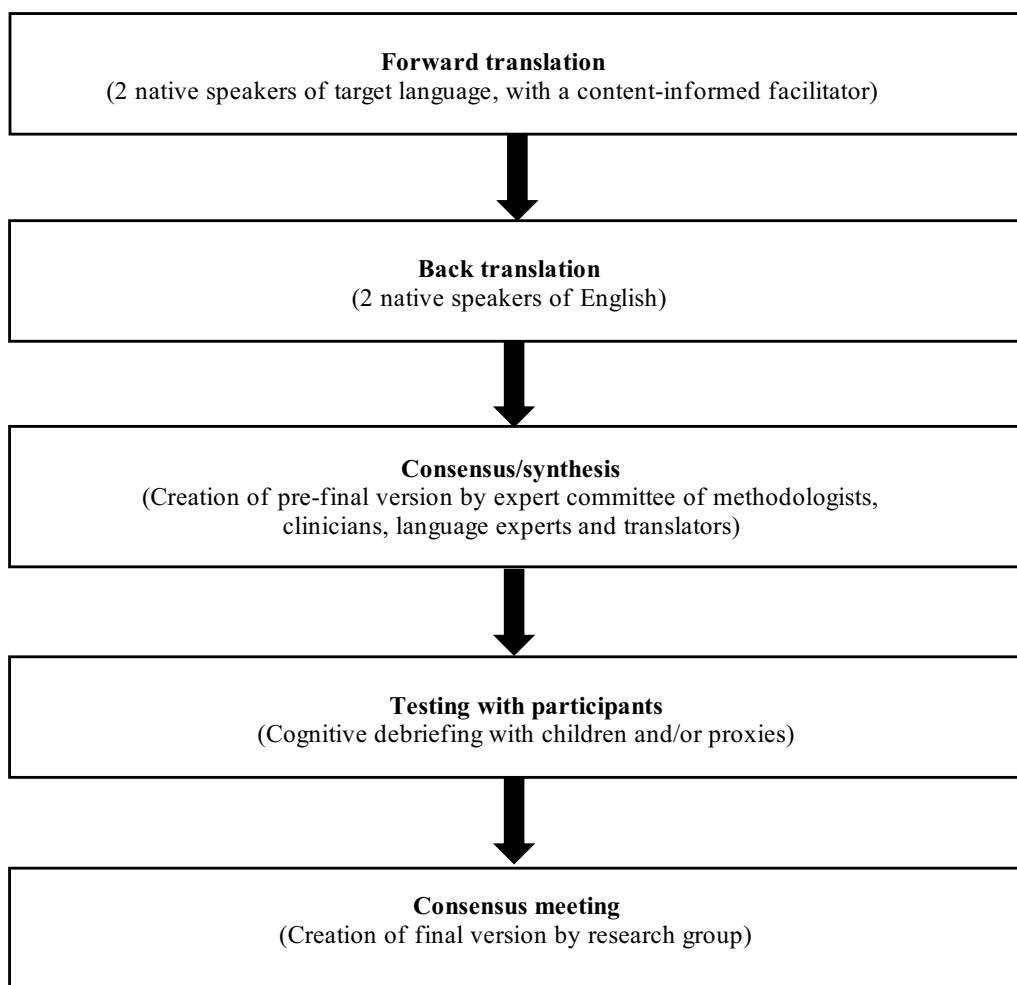 Forward translation
(2 native speakers of target language, with a content-informed facilitator)
Back translation
(2 native speakers of English)
Consensus/synthesis
(Creation of pre-final version by expert committee of methodologists,
clinicians, language experts and translators)
Testing with participants
(Cognitive debriefing with children and/or proxies)
Consensus meeting
(Creation of final version by research group)